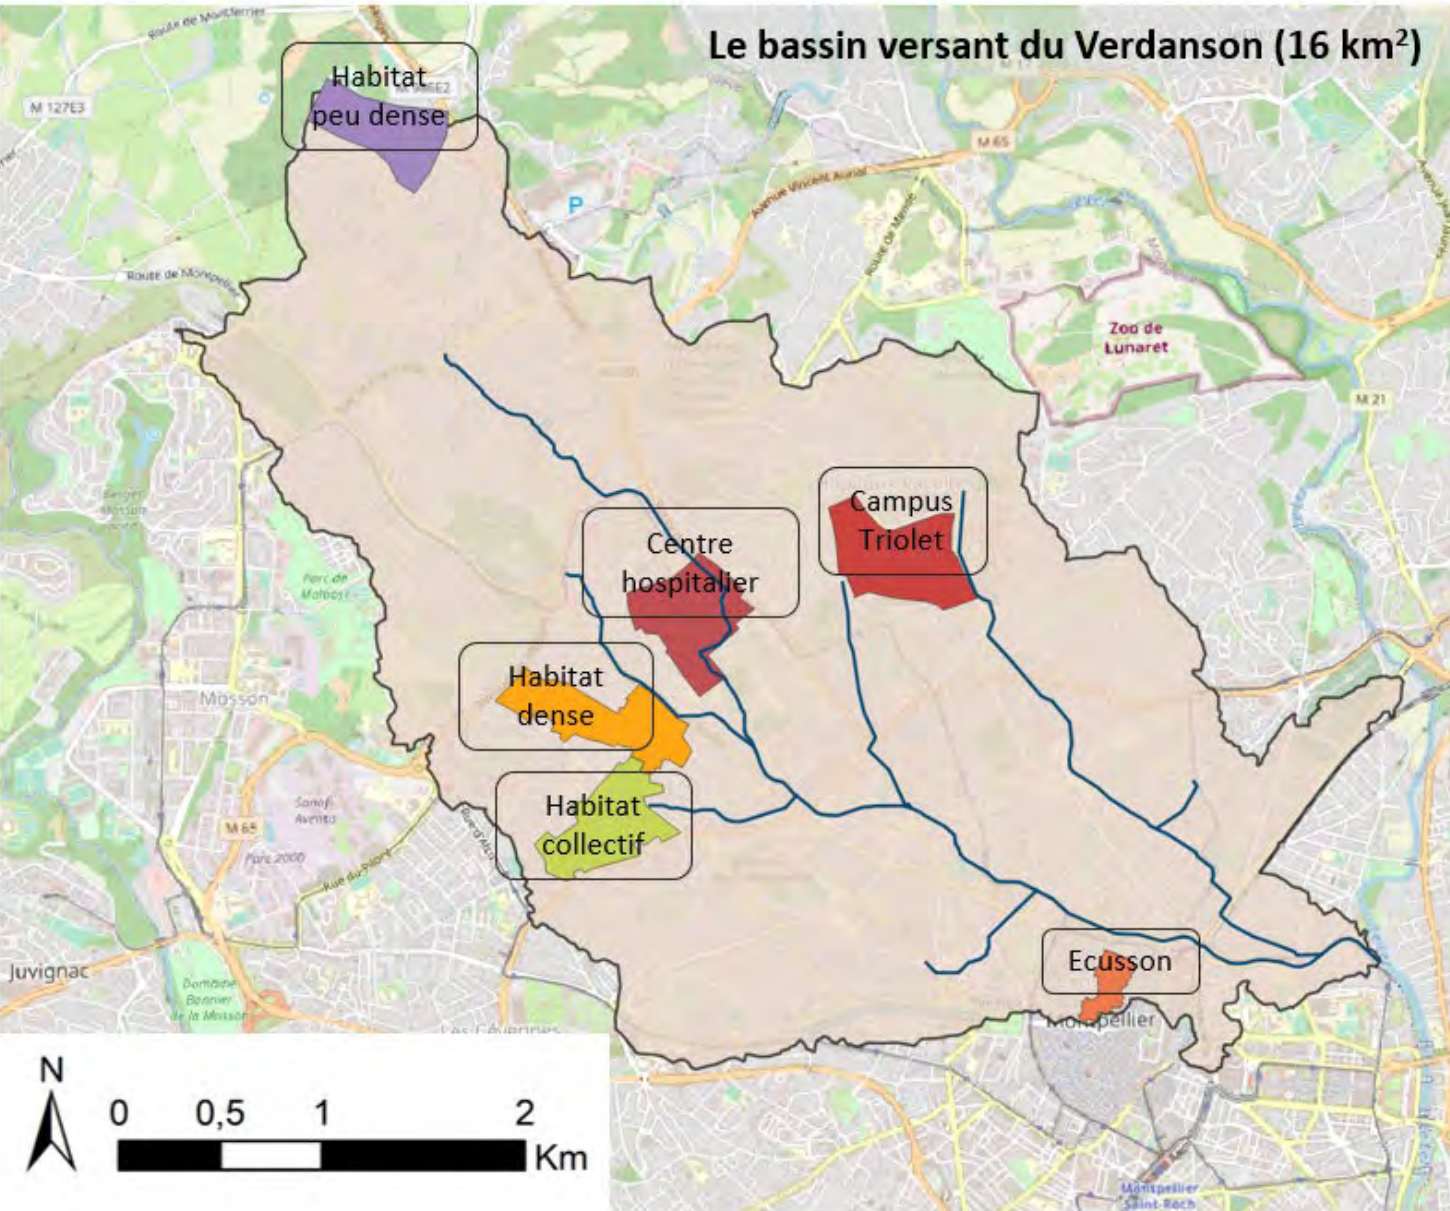 Le bassin versant du Verdanson (16 km²)
Route de Montferrier
M 127E3
Habitat
peu dense
M 65
Avenue Vincent Auriol
Route de Mende
P
Route de Montpellier
Zoo de
Lunaret
M 21
Campus
Triolet
Centre
hospitalier
Parc de
Malbosc
Habitat
dense
Mosson
Habitat
collectif
Sanofi
Aventis
M 65
Parc 2000
Rue du Pilory
Ecusson
Juvignac
Domaine
Bonnier
de la Mosson
Les Cévennes
Montpellier
N
0 0,5 1 2
Km
Montpellier
Saint-Roch